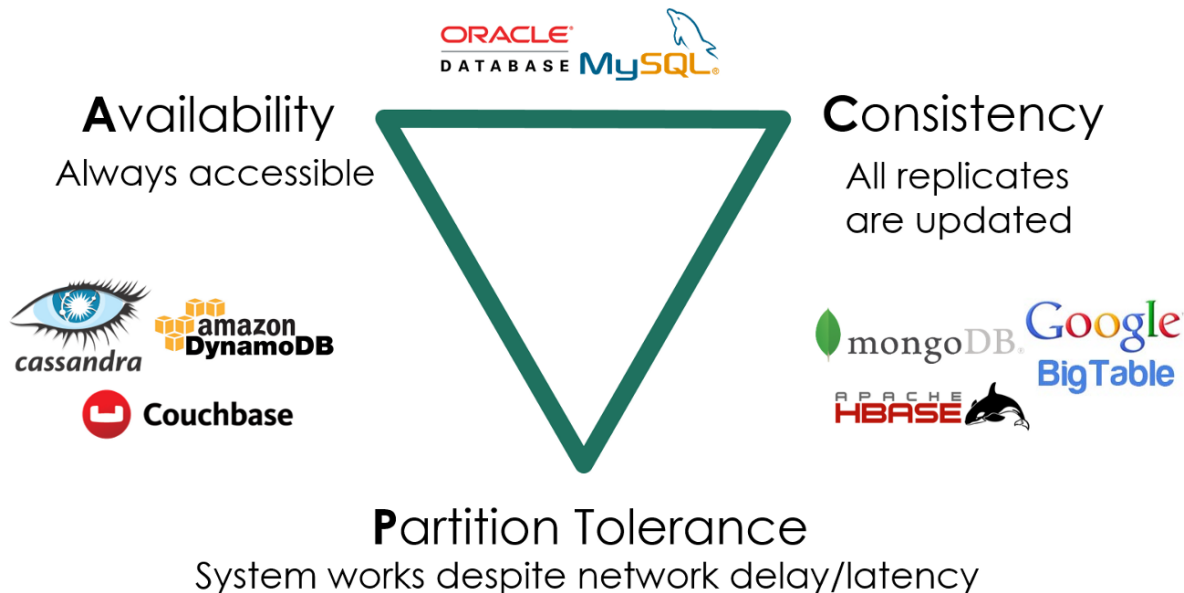 ORACLE®
DATABASE
MySQL®
Availability
Always accessible
Consistency
All replicates
are updated
cassandra
amazon
DynamoDB
Couchbase
mongoDB®
Google
BigTable
APACHE
HBASE
Partition Tolerance
System works despite network delay/latency